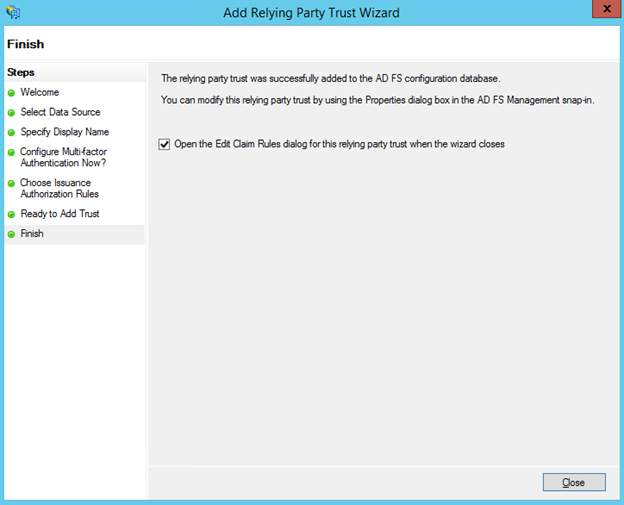 Add Relying Party Trust Wizard
Finish
Steps
Welcome
Select Data Source
Specify Display Name
Configure Multi-factor
Authentication Now?
Choose Issuance
Authorization Rules
Ready to Add Trust
Finish
The relying party trust was successfully added to the AD FS configuration database.
You can modify this relying party trust by using the Properties dialog box in the AD FS Management snap-in.
Open the Edit Claim Rules dialog for this relying party trust when the wizard closes
Close